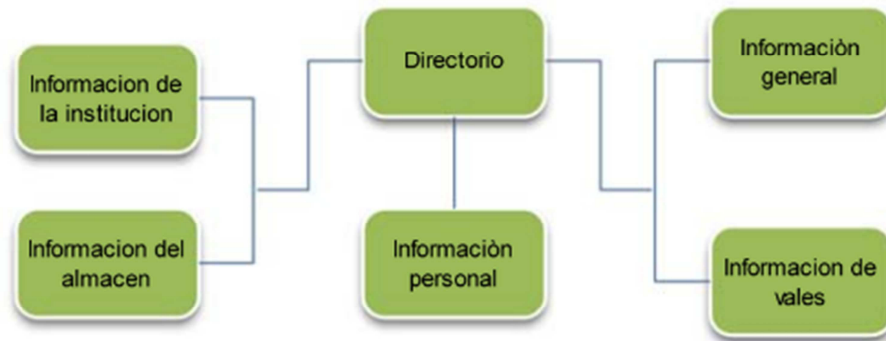 Directorio
Informacion de
la institucion
Informacion del
almacen
Informaciòn
personal
Informaciòn
general
Informacion de
vales